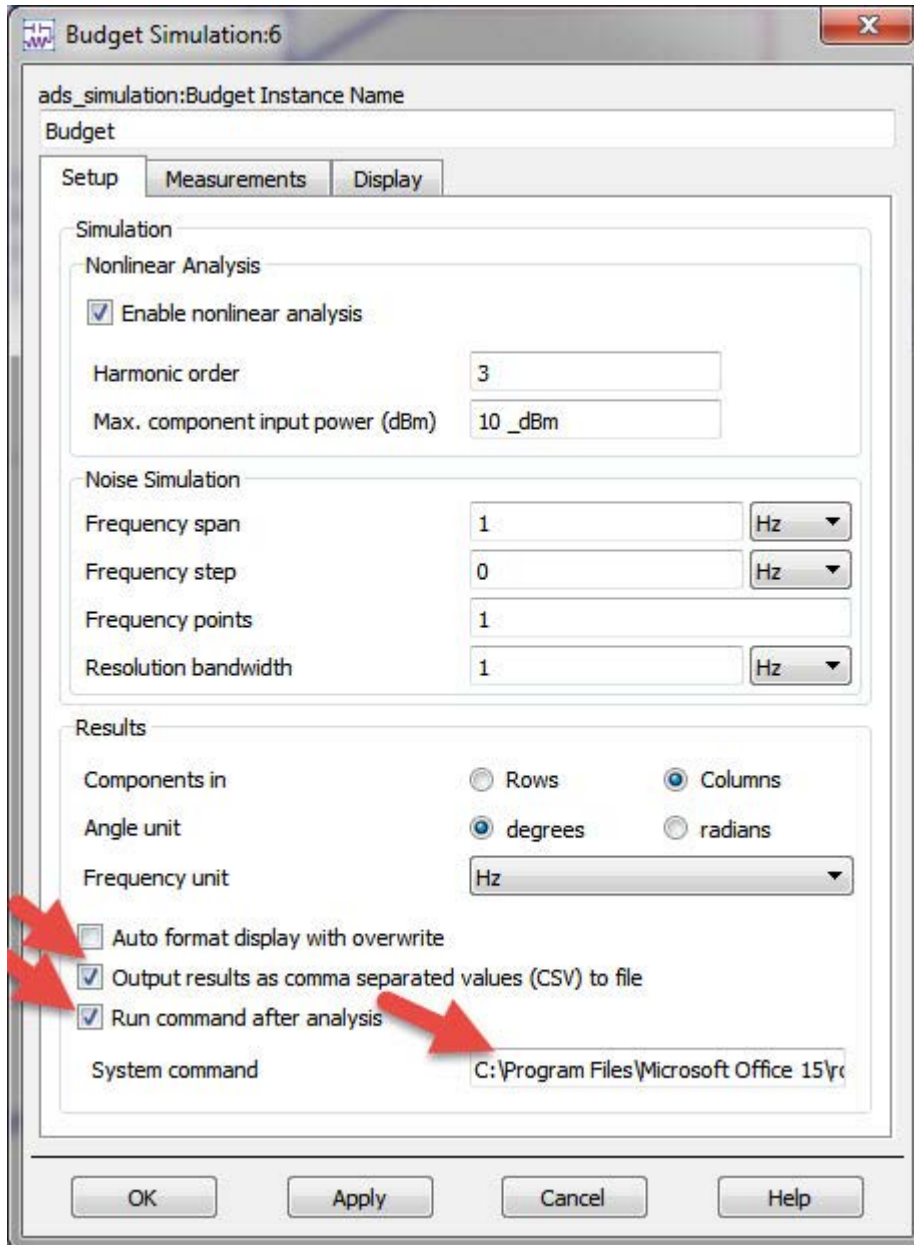 Budget Simulation:6
ads_simulation:Budget Instance Name
Budget
Setup Measurements Display
Simulation
Nonlinear Analysis
Enable nonlinear analysis
Harmonic order 3
Max. component input power (dBm) 10 _dBm
Noise Simulation
Frequency span 1 Hz
Frequency step 0 Hz
Frequency points 1
Resolution bandwidth 1 Hz
Results
Components in Rows Columns
Angle unit degrees radians
Frequency unit Hz
Auto format display with overwrite
Output results as comma separated values (CSV) to file
Run command after analysis
System command C:\Program Files\Microsoft Office 15\
OK Apply Cancel Help